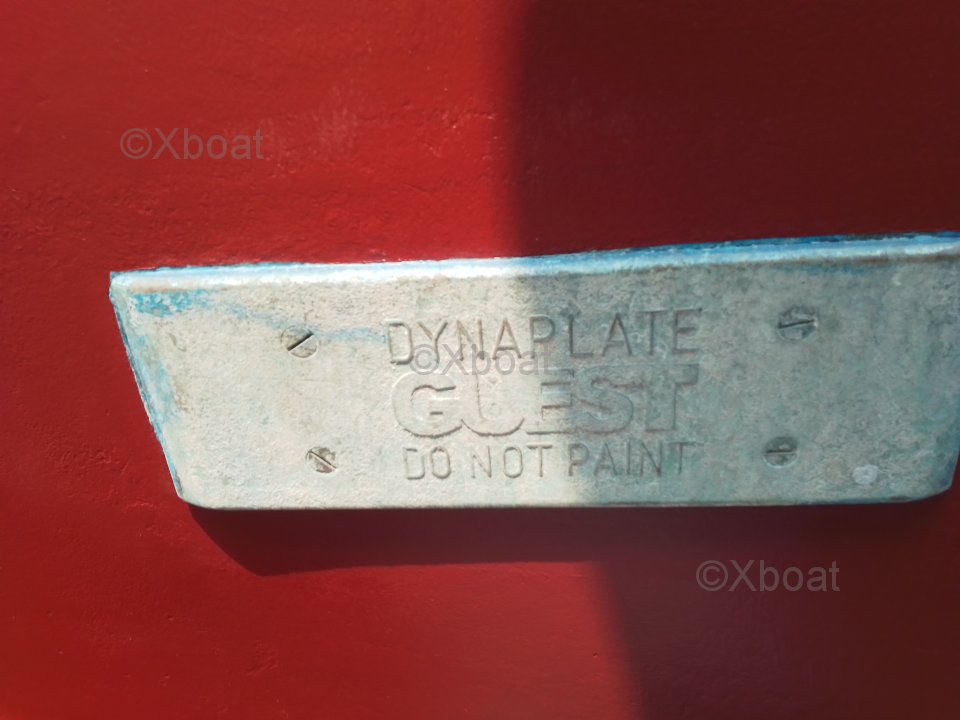 ©Xboat
DYNAPLATE
©Xboat
GUEST
DO NOT PAINT
©Xboat